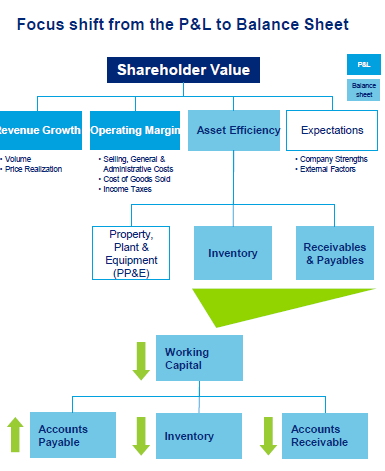 Focus shift from the P&L to Balance Sheet
Shareholder Value
P&L
Balance
sheet
Revenue Growth
Operating Margin
Asset Efficiency
Expectations
• Volume
• Price Realization
• Selling, General &
Administrative Costs
• Cost of Goods Sold
• Income Taxes
• Company Strengths
• External Factors
Property,
Plant &
Equipment
(PP&E)
Inventory
Receivables
& Payables
Working
Capital
Accounts
Payable
Inventory
Accounts
Receivable